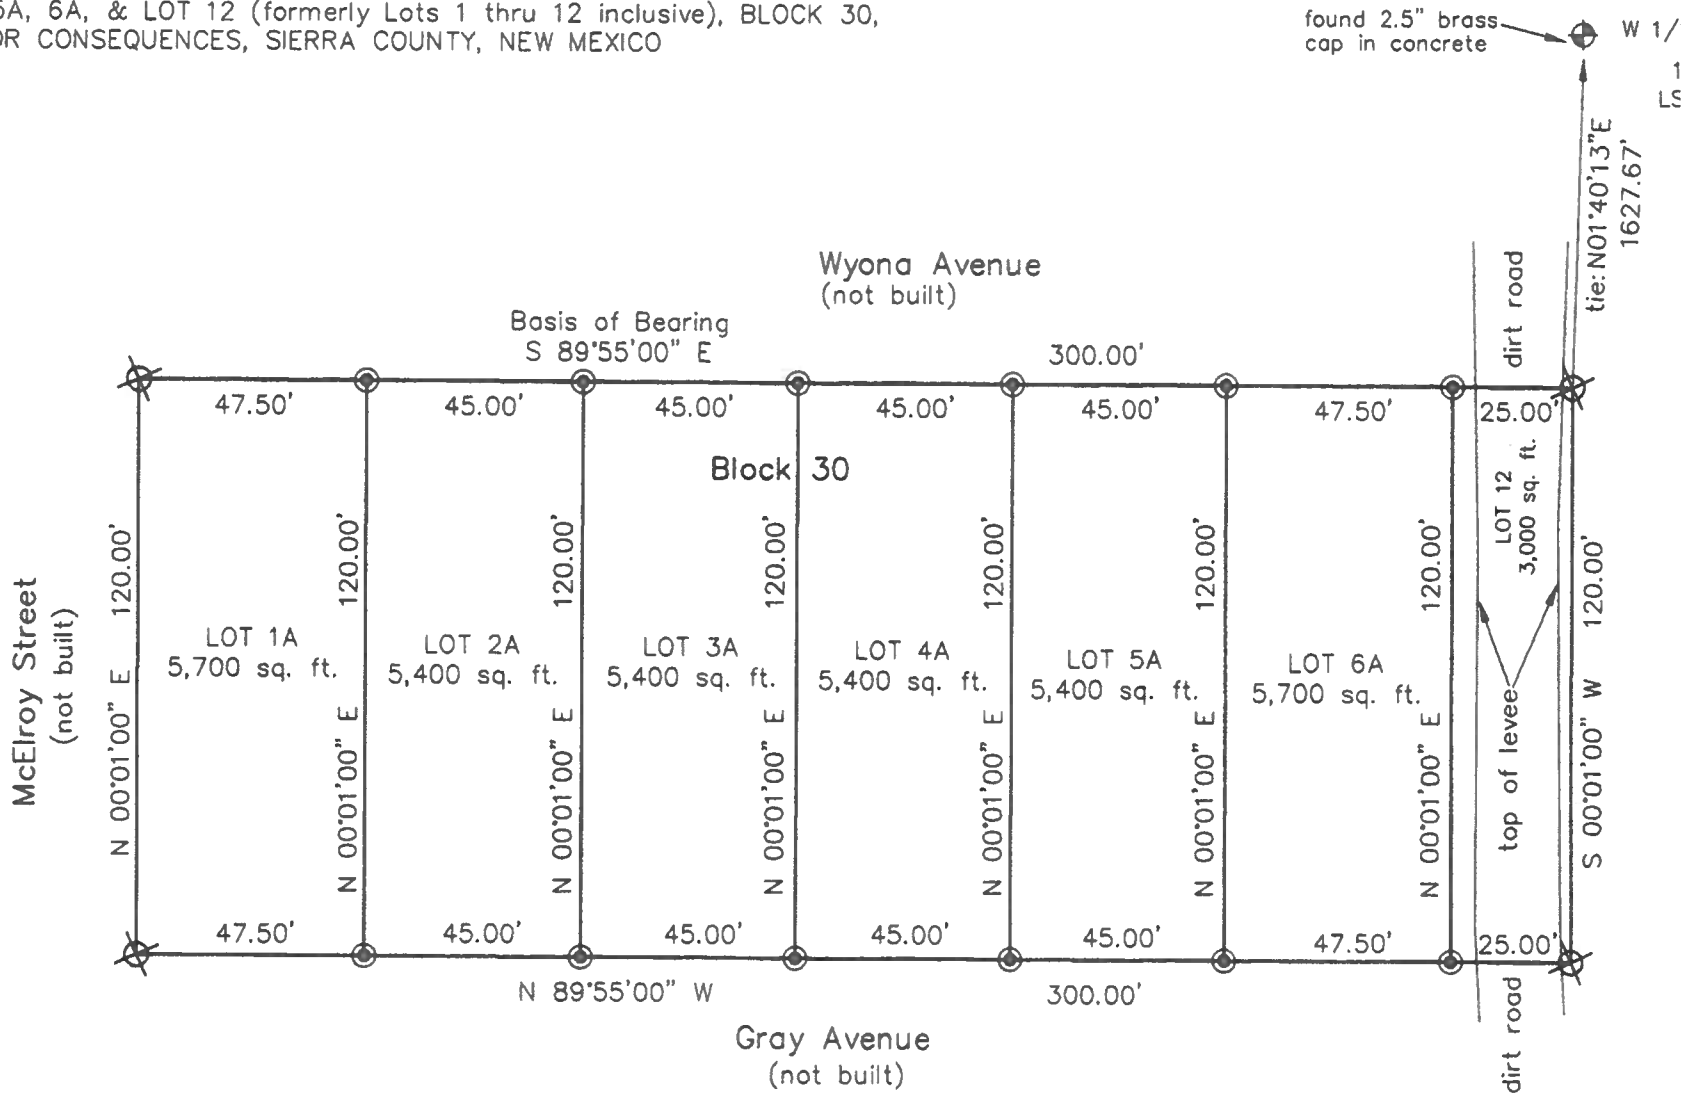 5A, 6A, & LOT 12 (formerly Lots 1 thru 12 inclusive), BLOCK 30,
OR CONSEQUENCES, SIERRA COUNTY, NEW MEXICO
found 2.5" brass
cap in concrete
W 1/
1
LS
tie: N01°40'13"E
1627.67'
Wyona Avenue
(not built)
Basis of Bearing
S 89°55'00" E
300.00'
dirt road
47.50'
45.00'
45.00'
45.00'
45.00'
47.50'
25.00'
Block 30
McElroy Street
(not built)
N 00°01'00" E 120.00'
LOT 1A
5,700 sq. ft.
N 00°01'00" E 120.00'
LOT 2A
5,400 sq. ft.
N 00°01'00" E 120.00'
LOT 3A
5,400 sq. ft.
N 00°01'00" E 120.00'
LOT 4A
5,400 sq. ft.
N 00°01'00" E 120.00'
LOT 5A
5,400 sq. ft.
N 00°01'00" E 120.00'
LOT 6A
5,700 sq. ft.
N 00°01'00" E 120.00'
LOT 12
3,000 sq. ft.
top of levee
S 00°01'00" W 120.00'
47.50'
45.00'
45.00'
45.00'
45.00'
47.50'
25.00'
N 89°55'00" W
300.00'
Gray Avenue
(not built)
dirt road